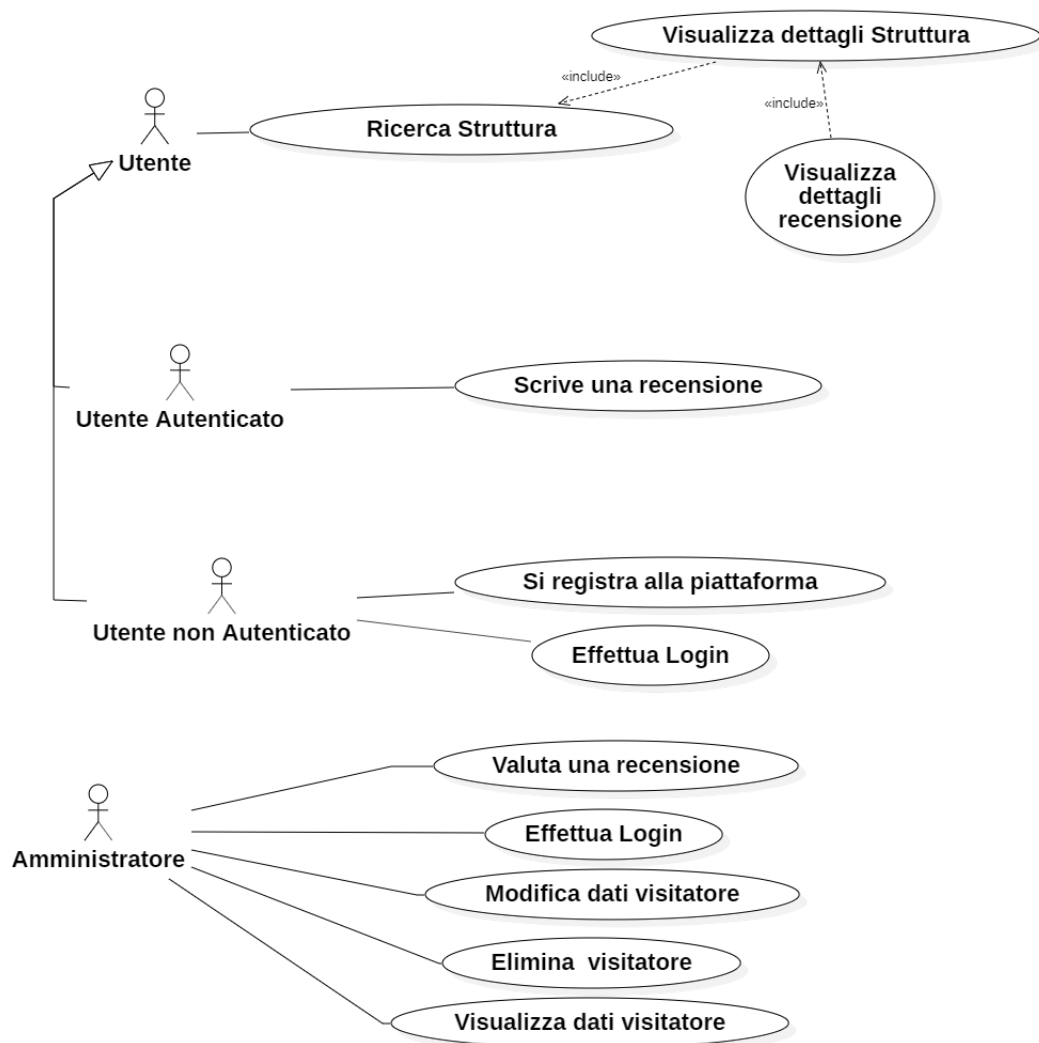 Visualizza dettagli Struttura
«include»
«include»
Ricerca Struttura
Utente
Visualizza
dettagli
recensione
Scrive una recensione
Utente Autenticato
Si registra alla piattaforma
Utente non Autenticato
Effettua Login
Valuta una recensione
Effettua Login
Amministratore
Modifica dati visitatore
Elimina  visitatore
Visualizza dati visitatore